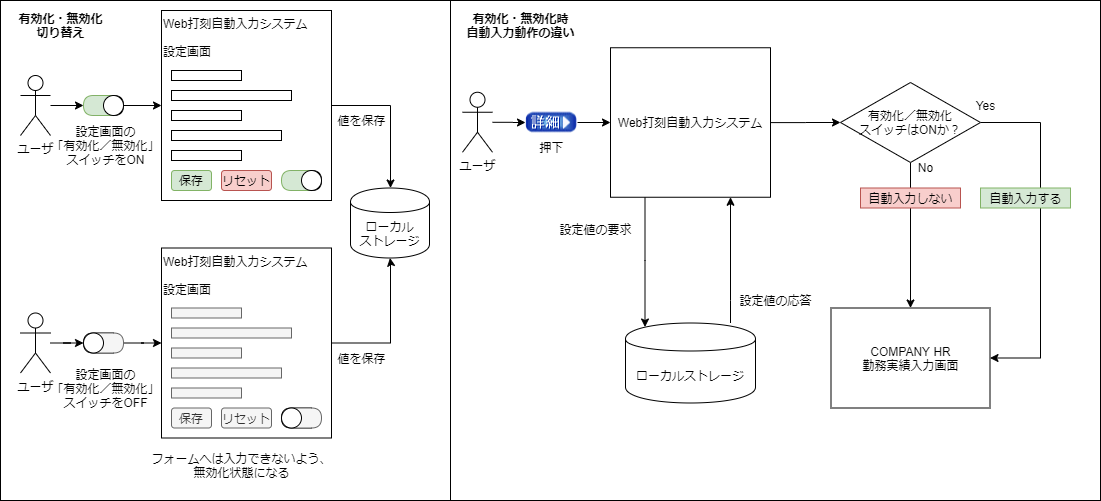 有効化・無効化
切り替え
Web打刻自動入力システム
設定画面
ユーザ
設定画面の
「有効化／無効化」
スイッチをON
保存
リセット
値を保存
ローカル
ストレージ
Web打刻自動入力システム
設定画面
ユーザ
設定画面の
「有効化／無効化」
スイッチをOFF
保存
リセット
値を保存
フォームへは入力できないよう、
無効化状態になる
有効化・無効化時
自動入力動作の違い
ユーザ
詳細
押下
Web打刻自動入力システム
有効化／無効化
スイッチはONか？
Yes
No
自動入力しない
自動入力する
設定値の要求
設定値の応答
ローカルストレージ
COMPANY HR
勤務実績入力画面